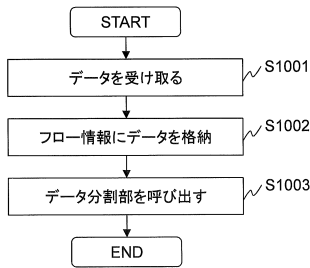 START
データを受け取る
S1001
フロー情報にデータを格納
S1002
データ分割部を呼び出す
S1003
END